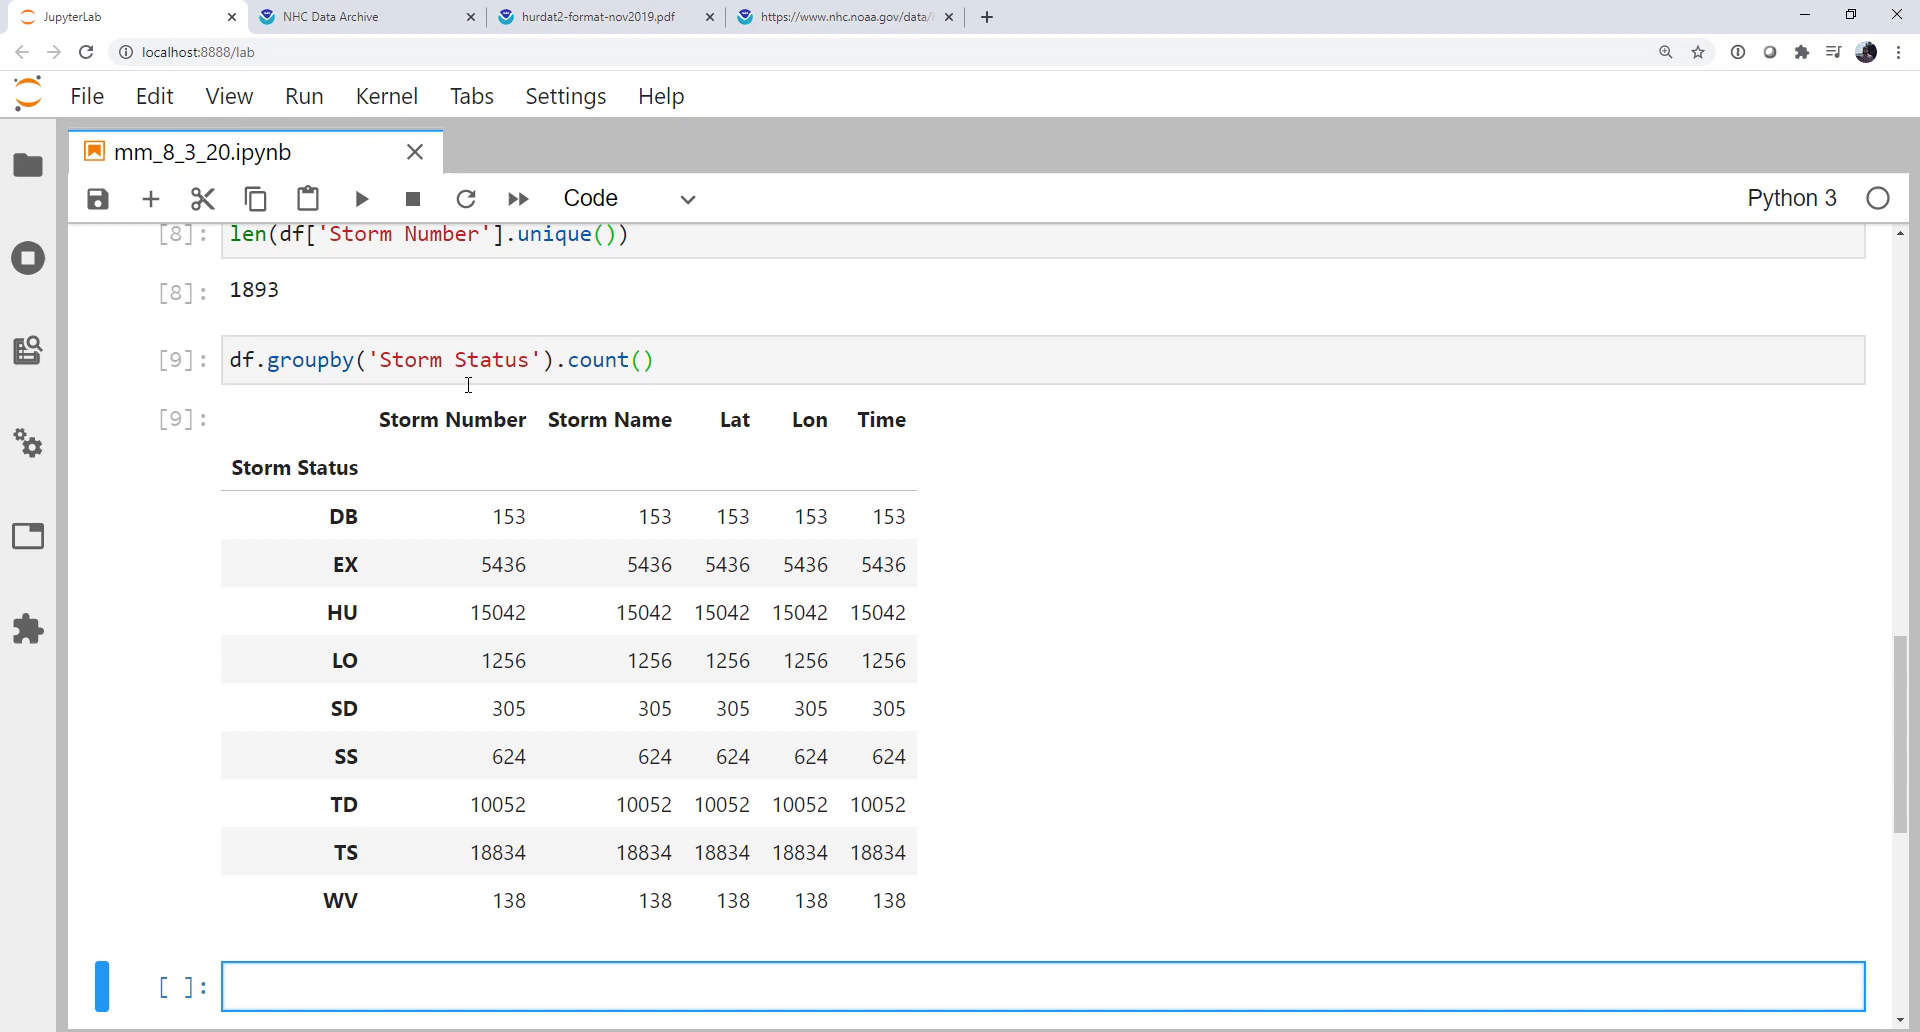 JupyterLab
NHC Data Archive
hurdat2-format-nov2019.pdf
https://www.nhc.noaa.gov/data/
localhost:8888/lab
File Edit View Run Kernel Tabs Settings Help
mm_8_3_20.ipynb
Code
Python 3
[8]: len(df['Storm Number'].unique())
[8]: 1893
[9]: df.groupby('Storm Status').count()
[9]: Storm Number Storm Name Lat Lon Time
Storm Status
DB 153 153 153 153 153
EX 5436 5436 5436 5436 5436
HU 15042 15042 15042 15042 15042
LO 1256 1256 1256 1256 1256
SD 305 305 305 305 305
SS 624 624 624 624 624
TD 10052 10052 10052 10052 10052
TS 18834 18834 18834 18834 18834
WV 138 138 138 138 138
[ ]: